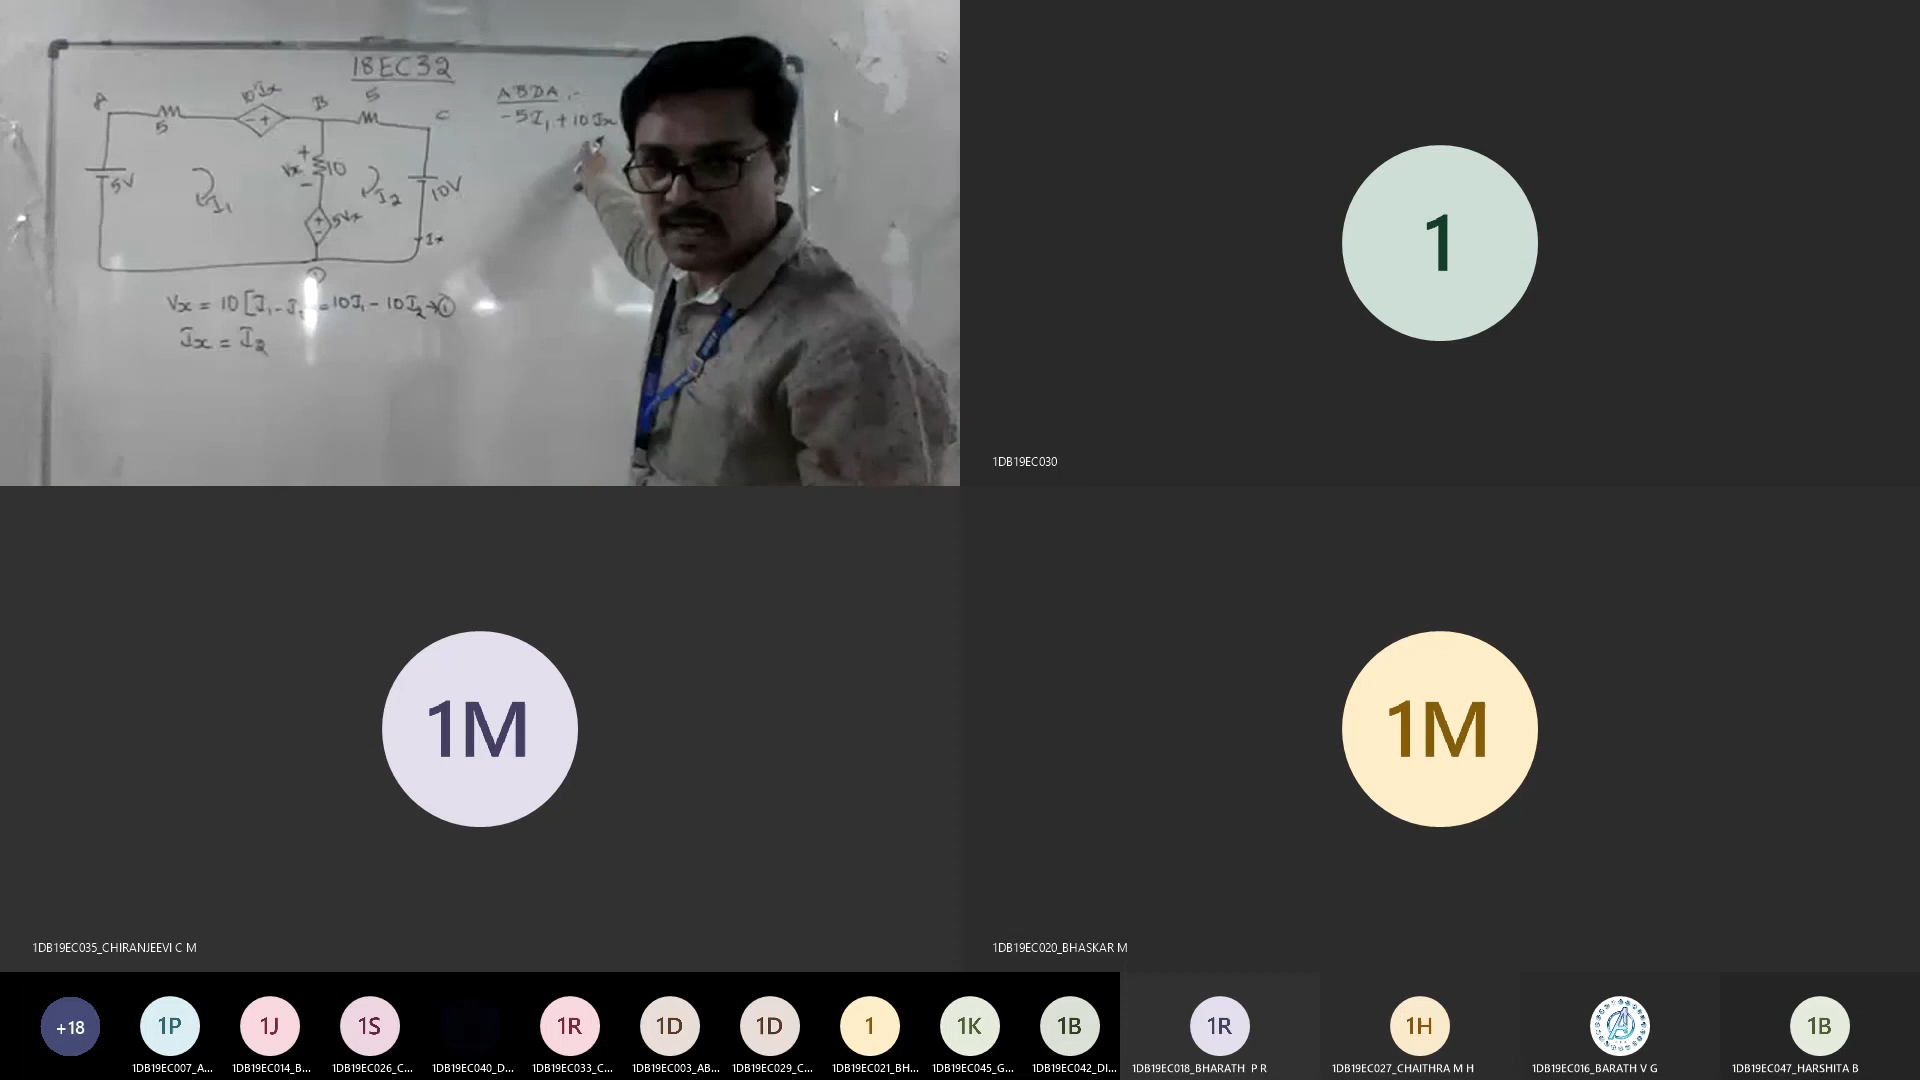 18EC32
A
5
10Ix
B
5
C
- +
ABDA :-
-5I₁ + 10Ix
5V
I₁
+
Vx
10
-
I₂
10V
+
-
5Vx
Ix
D
Vx = 10 [I₁ - I₂ = 10I₁ - 10I₂ → ①
Ix = I₂
1
1DB19EC030
1M
1DB19EC035_CHIRANJEEVI C M
1M
1DB19EC020_BHASKAR M
+18
1P
1J
1S
1R
1D
1D
1
1K
1B
1R
1H
A
1B
1DB19EC007_A...
1DB19EC014_B...
1DB19EC026_C...
1DB19EC040_D...
1DB19EC033_C...
1DB19EC003_AB...
1DB19EC029_C...
1DB19EC021_BH...
1DB19EC045_G...
1DB19EC042_DI...
1DB19EC018_BHARATH P R
1DB19EC027_CHAITHRA M H
1DB19EC016_BARATH V G
1DB19EC047_HARSHITA B